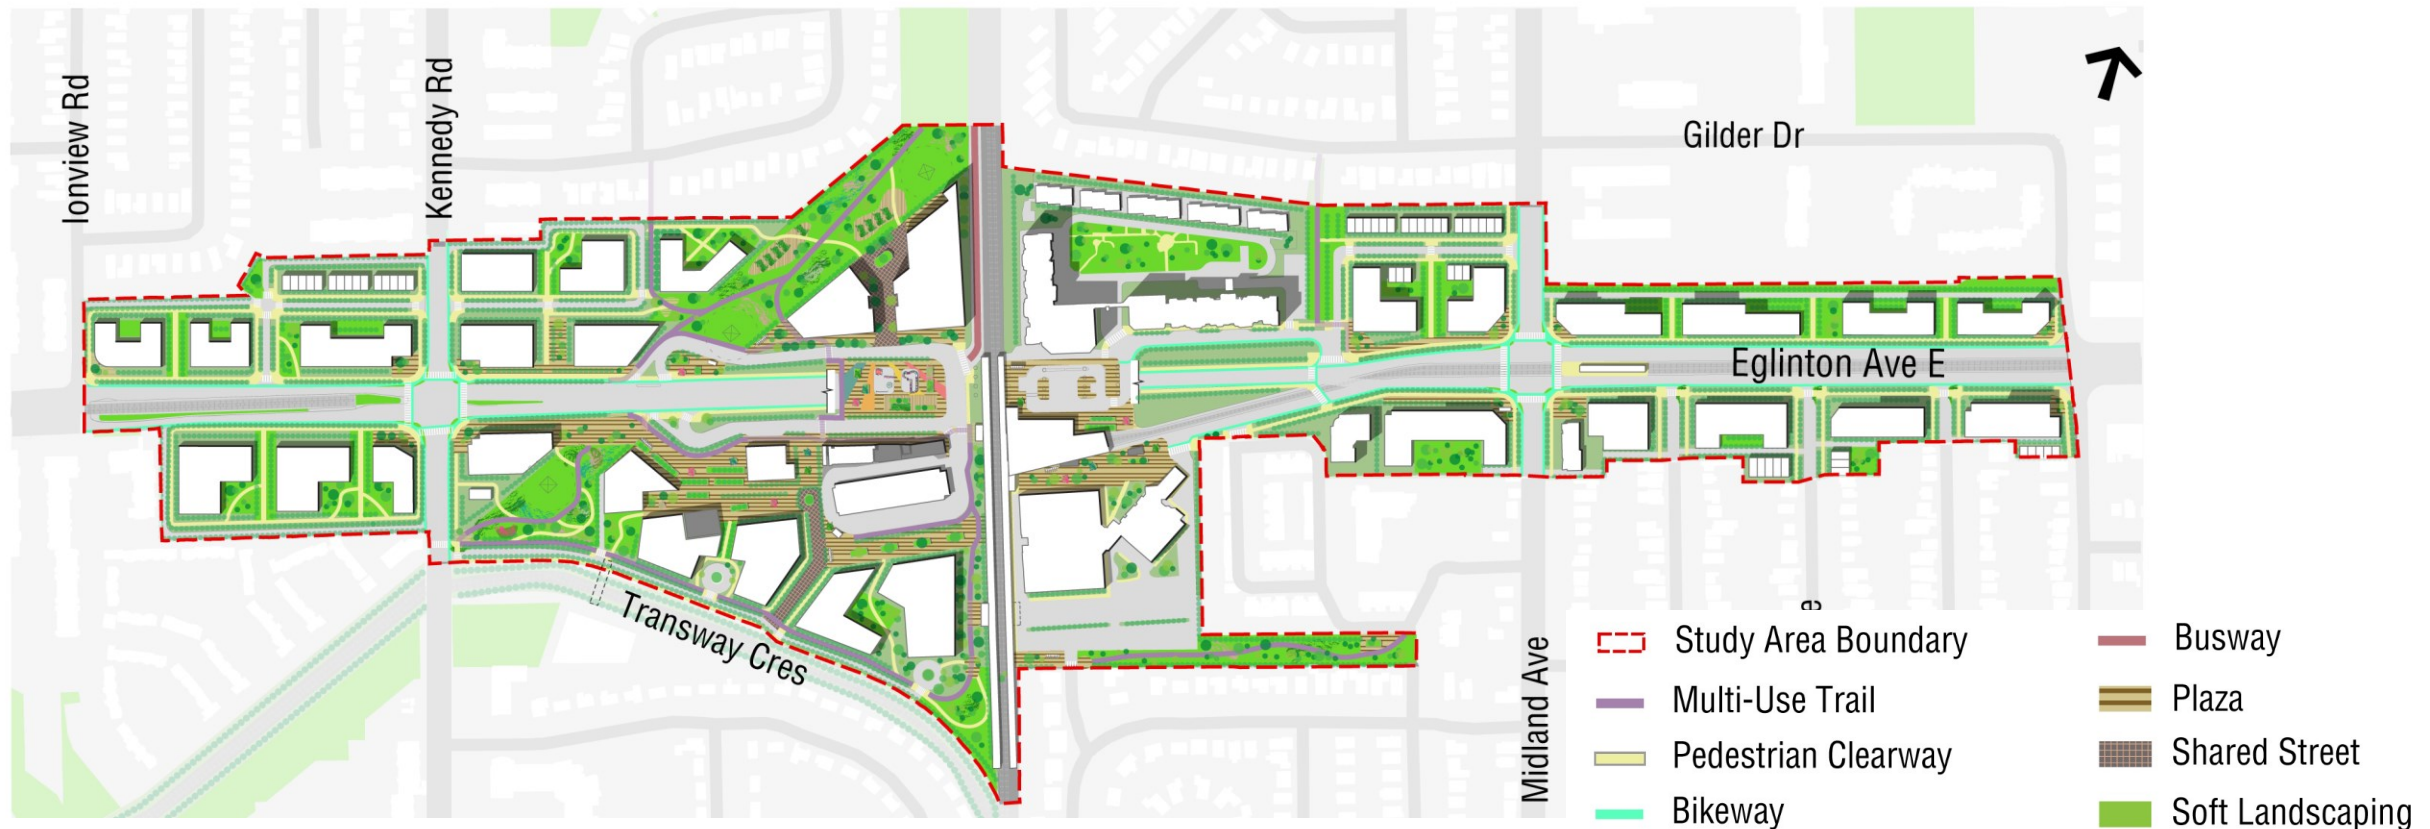 Ionview Rd
Kennedy Rd
Gilder Dr
Eglinton Ave E
Transway Cres
Midland Ave
Study Area Boundary
Multi-Use Trail
Pedestrian Clearway
Bikeway
Busway
Plaza
Shared Street
Soft Landscaping